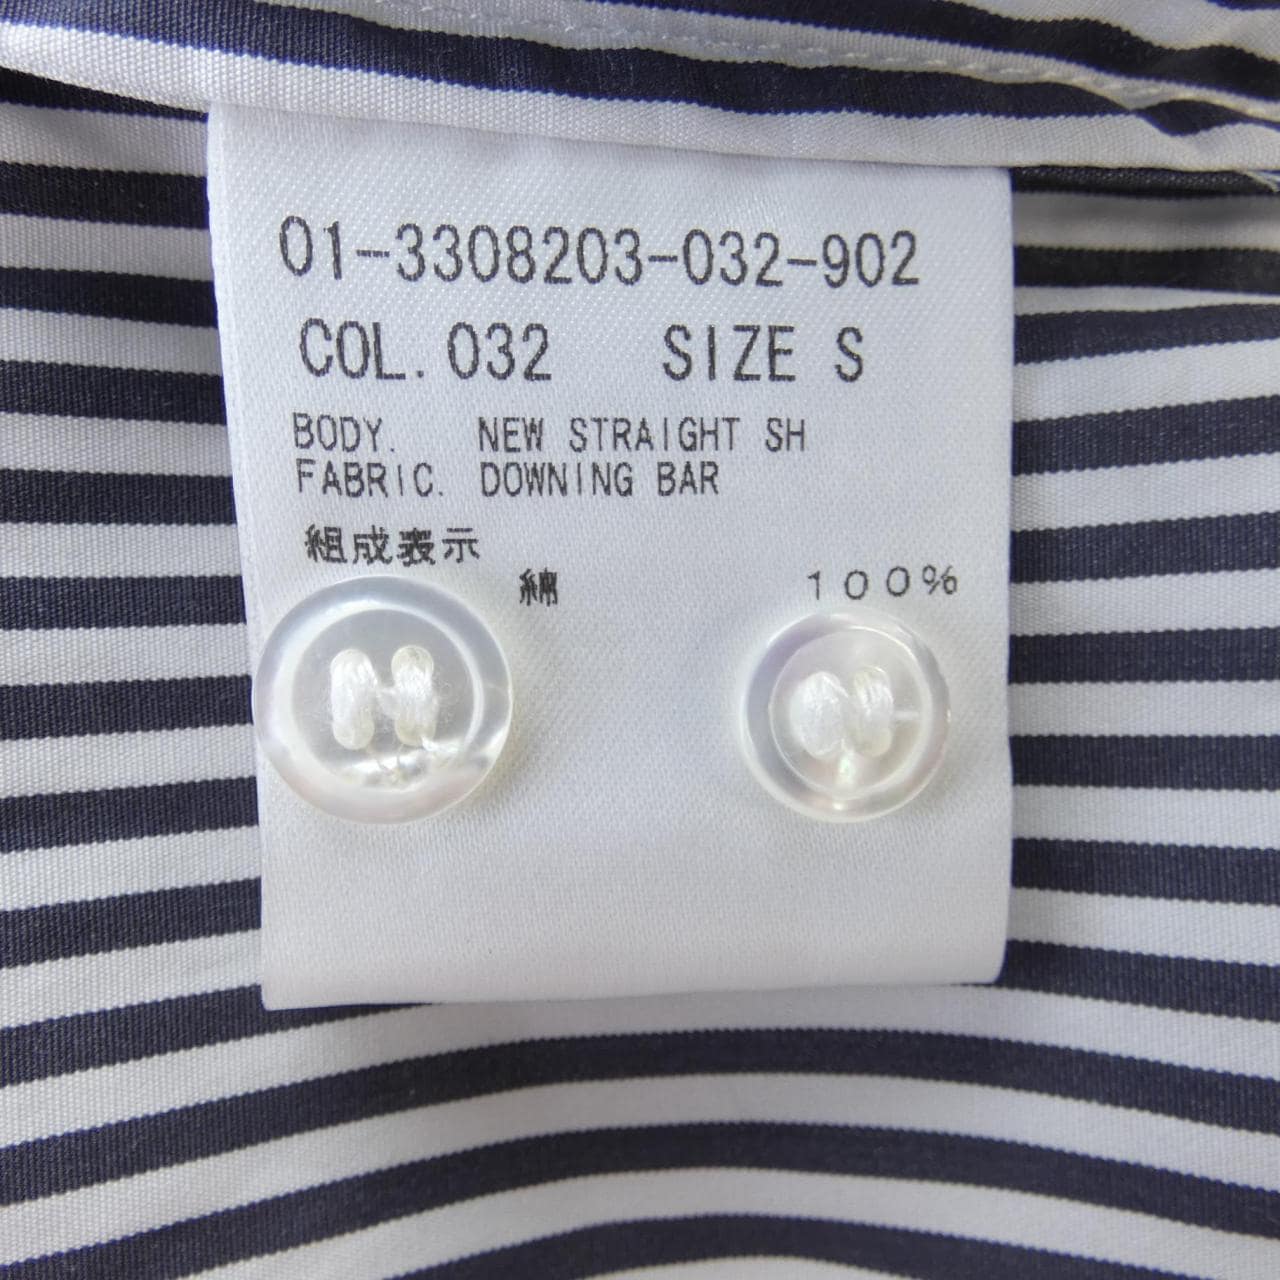 01-3308203-032-902
COL. 032 SIZE S
BODY. NEW STRAIGHT SH
FABRIC. DOWNING BAR
組成表示
綿 100%